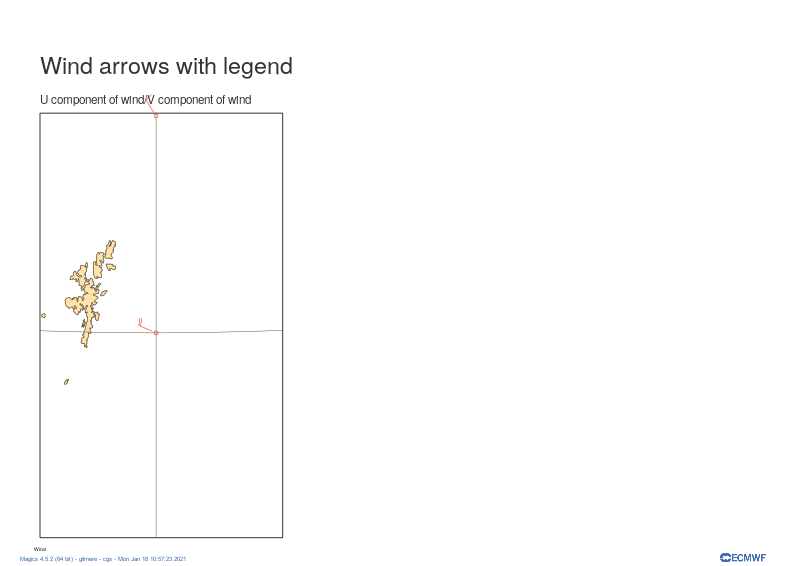 Wind arrows with legend
U component of wind/V component of wind
Wind
Magics 4.5.2 (64 bit) - gilmere - cgs - Mon Jan 18 10:57:23 2021
ECMWF